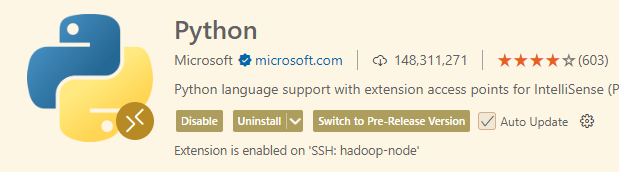 Python
Microsoft microsoft.com 148,311,271 (603)
Python language support with extension access points for IntelliSense (P
Disable Uninstall Switch to Pre-Release Version Auto Update
Extension is enabled on 'SSH: hadoop-node'